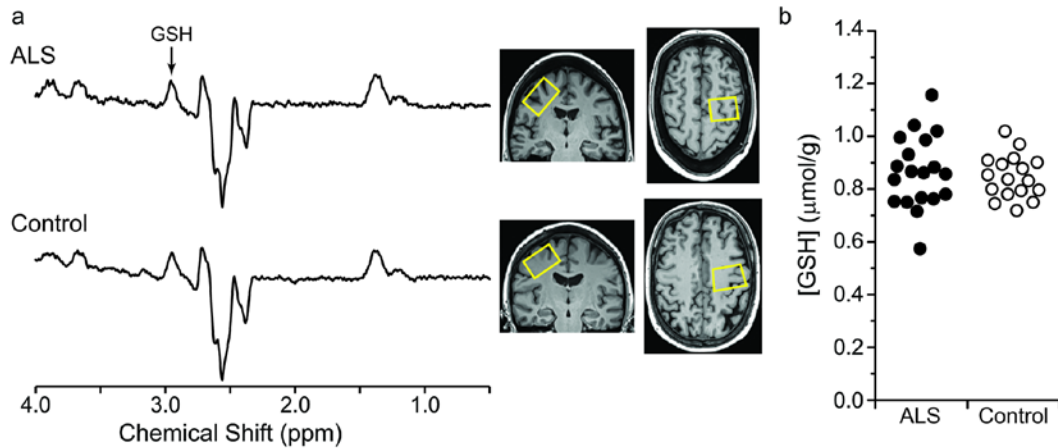 a
ALS
GSH
Control
4.0 3.0 2.0 1.0
Chemical Shift (ppm)
b
[GSH] (μmol/g)
1.4
1.2
1.0
0.8
0.6
0.4
0.2
0.0
ALS Control